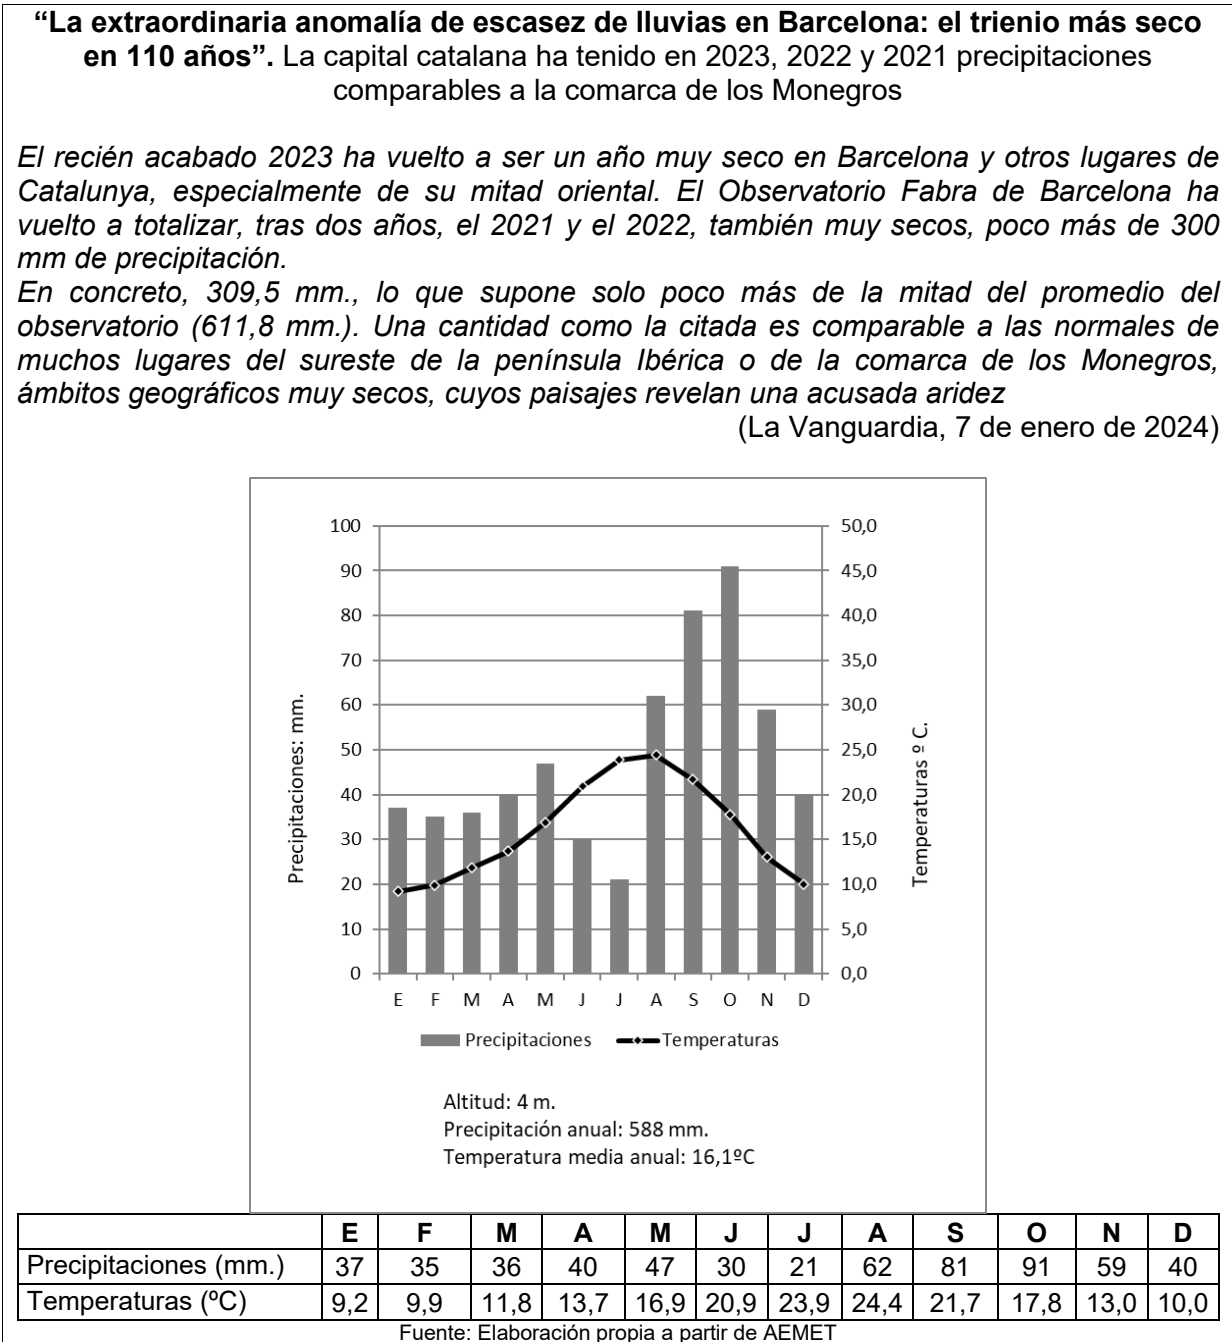 “La extraordinaria anomalía de escasez de lluvias en Barcelona: el trienio más seco
en 110 años”. La capital catalana ha tenido en 2023, 2022 y 2021 precipitaciones
comparables a la comarca de los Monegros
El recién acabado 2023 ha vuelto a ser un año muy seco en Barcelona y otros lugares de
Catalunya, especialmente de su mitad oriental. El Observatorio Fabra de Barcelona ha
vuelto a totalizar, tras dos años, el 2021 y el 2022, también muy secos, poco más de 300
mm de precipitación.
En concreto, 309,5 mm., lo que supone solo poco más de la mitad del promedio del
observatorio (611,8 mm.). Una cantidad como la citada es comparable a las normales de
muchos lugares del sureste de la península Ibérica o de la comarca de los Monegros,
ámbitos geográficos muy secos, cuyos paisajes revelan una acusada aridez
(La Vanguardia, 7 de enero de 2024)
100 50,0
90 45,0
80 40,0
70 35,0
60 30,0
50 25,0
40 20,0
30 15,0
20 10,0
10 5,0
0 0,0
Precipitaciones: mm.
Temperaturas º C.
E F M A M J J A S O N D
Precipitaciones Temperaturas
Altitud: 4 m.
Precipitación anual: 588 mm.
Temperatura media anual: 16,1ºC
E F M A M J J A S O N D
Precipitaciones (mm.) 37 35 36 40 47 30 21 62 81 91 59 40
Temperaturas (ºC) 9,2 9,9 11,8 13,7 16,9 20,9 23,9 24,4 21,7 17,8 13,0 10,0
Fuente: Elaboración propia a partir de AEMET